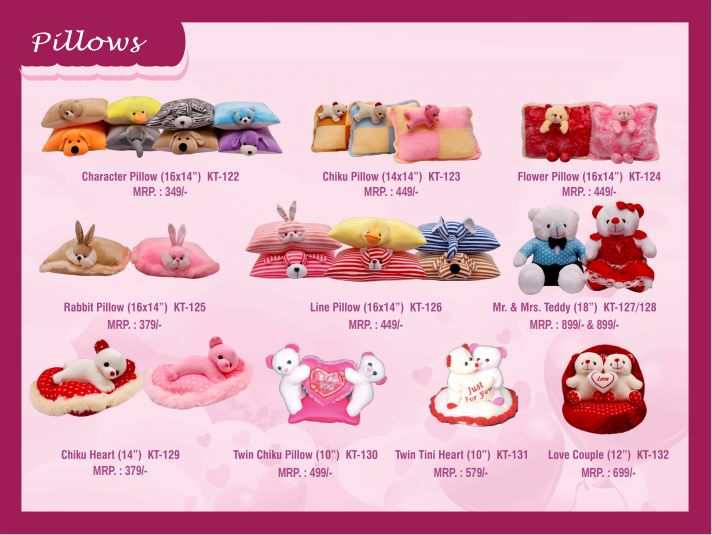 Pillows
Character Pillow (16x14”) KT-122
MRP. : 349/-
Chiku Pillow (14x14”) KT-123
MRP. : 449/-
Flower Pillow (16x14”) KT-124
MRP. : 449/-
Rabbit Pillow (16x14”) KT-125
MRP. : 379/-
Line Pillow (16x14”) KT-126
MRP. : 449/-
Mr. & Mrs. Teddy (18”) KT-127/128
MRP. : 899/- & 899/-
Chiku Heart (14”) KT-129
MRP. : 379/-
Twin Chiku Pillow (10”) KT-130
MRP. : 499/-
Just
For you
Twin Tini Heart (10”) KT-131
MRP. : 579/-
Love
Love Couple (12”) KT-132
MRP. : 699/-